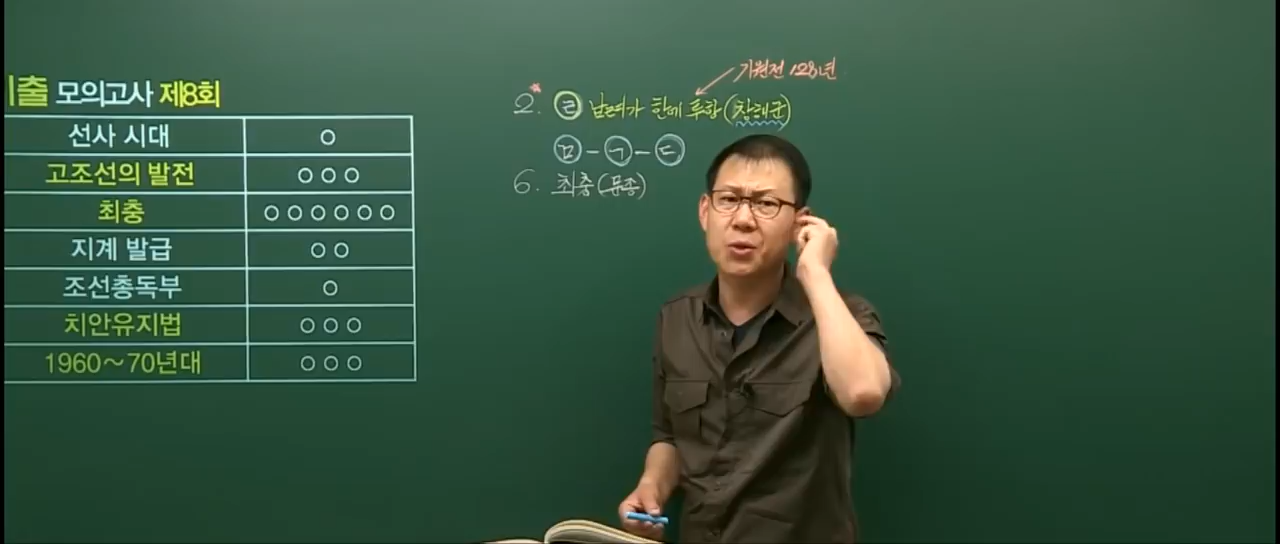 기출 모의고사 제8회
선사 시대 ○
고조선의 발전 ○○○
최충 ○○○○○○
지계 발급 ○○
조선총독부 ○
치안유지법 ○○○
1960~70년대 ○○○
기원전 128년
2. ㉣ 남려가 한에 투항(창해군)
㉤-㉠-㉢
6. 최충(문종)